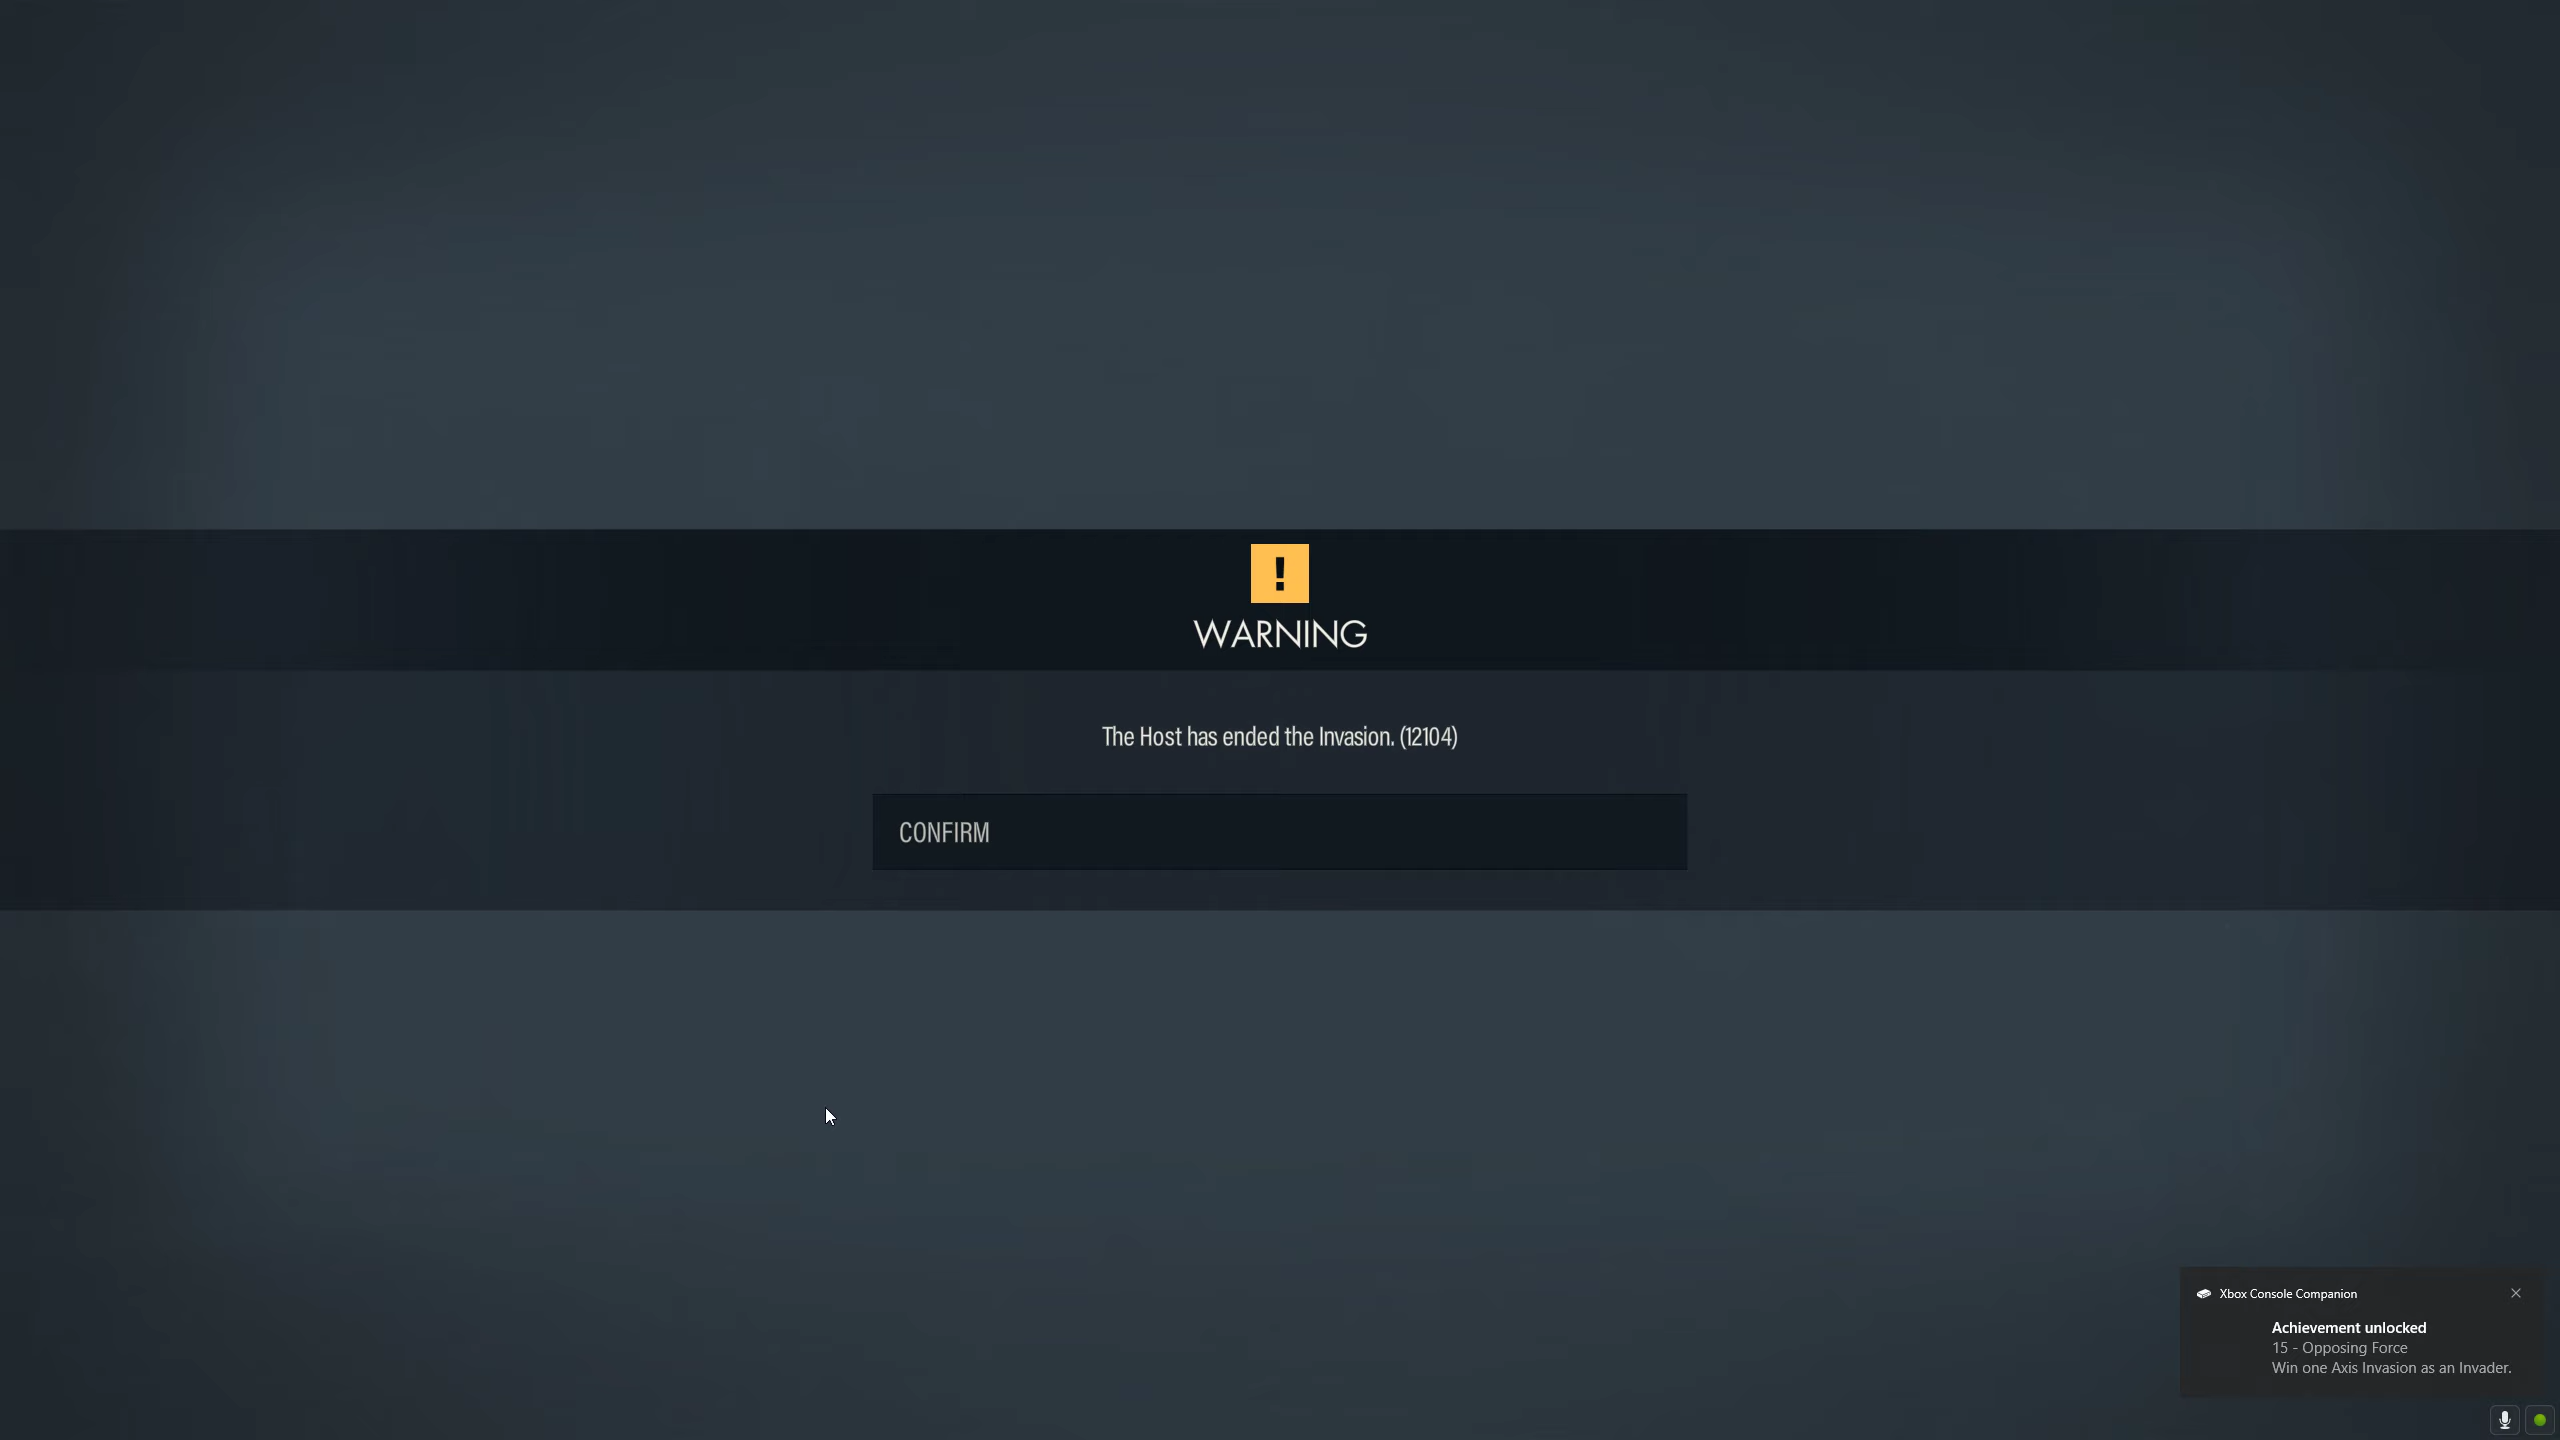 !
WARNING
The Host has ended the Invasion. (12104)
CONFIRM
Xbox Console Companion
Achievement unlocked
15 - Opposing Force
Win one Axis Invasion as an Invader.